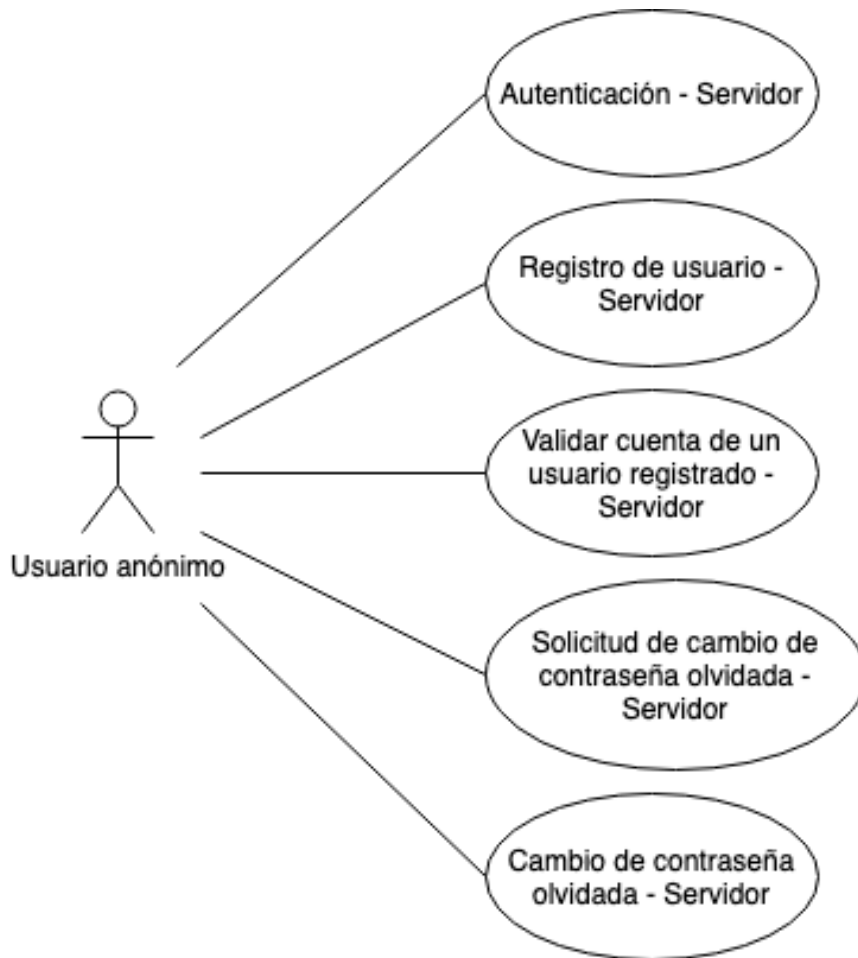 Autenticación - Servidor
Registro de usuario -
Servidor
Validar cuenta de un
usuario registrado -
Servidor
Usuario anónimo
Solicitud de cambio de
contraseña olvidada -
Servidor
Cambio de contraseña
olvidada - Servidor